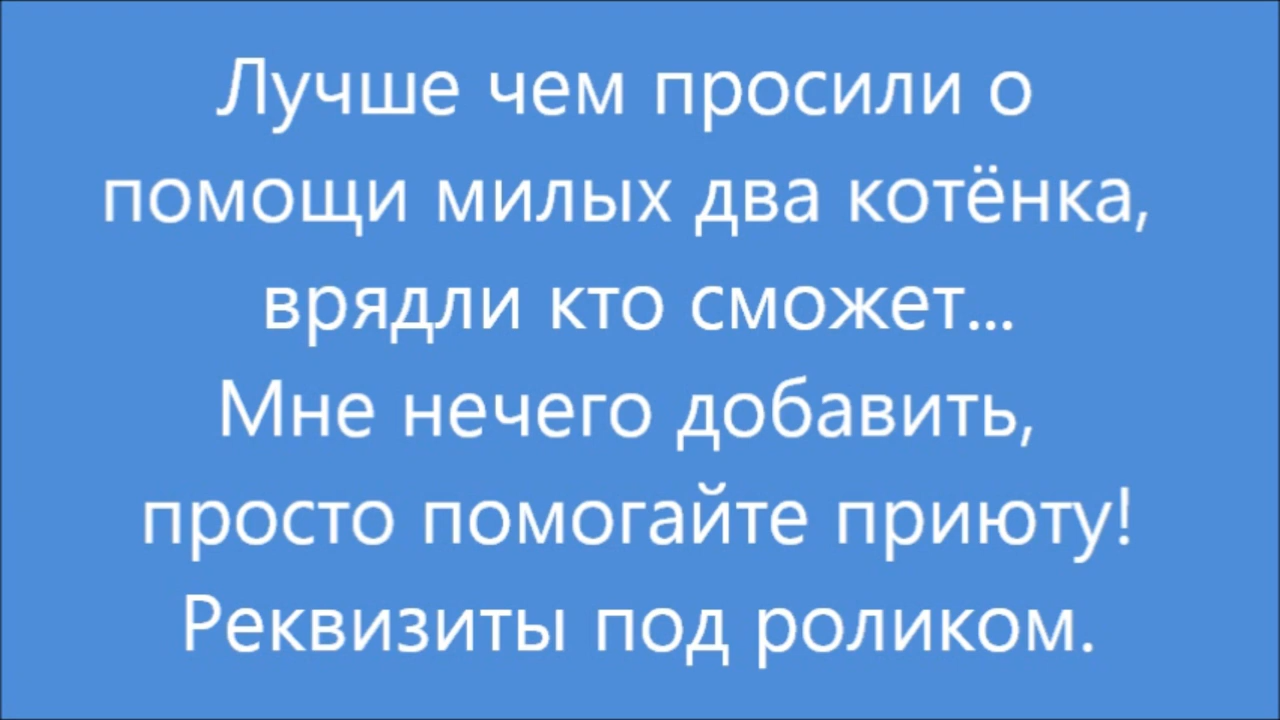 Лучше чем просили о
помощи милых два котёнка,
врядли кто сможет...
Мне нечего добавить,
просто помогайте приюту!
Реквизиты под роликом.